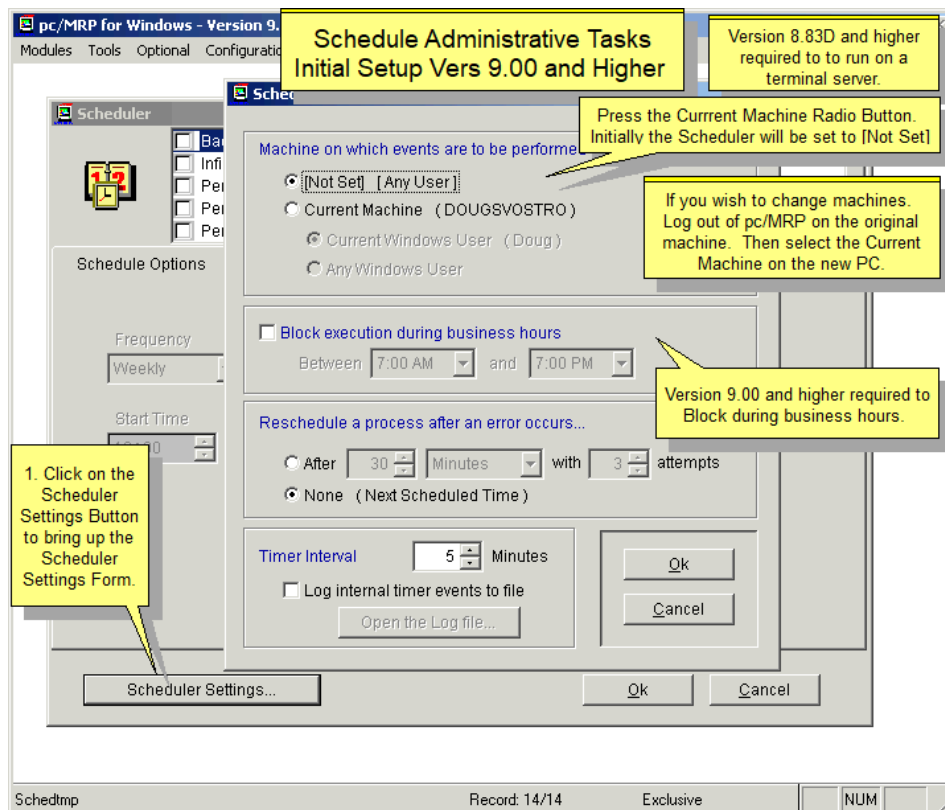 pc/MRP for Windows - Version 9.
Modules Tools Optional Configuratio
Schedule Administrative Tasks
Initial Setup Vers 9.00 and Higher
Version 8.83D and higher
required to to run on a
terminal server.
Scheduler
Sched
Press the Currrent Machine Radio Button.
Initially the Scheduler will be set to [Not Set]
Bac
Infi
Per
Per
Per
Machine on which events are to be performed
[Not Set] [ Any User ]
Current Machine ( DOUGSVOSTRO )
Current Windows User ( Doug )
Any Windows User
If you wish to change machines.
Log out of pc/MRP on the original
machine. Then select the Current
Machine on the new PC.
Schedule Options
Frequency
Weekly
Start Time
Block execution during business hours
Between 7:00 AM and 7:00 PM
Version 9.00 and higher required to
Block during business hours.
Reschedule a process after an error occurs...
After 30 Minutes with 3 attempts
None ( Next Scheduled Time )
1. Click on the
Scheduler
Settings Button
to bring up the
Scheduler
Settings Form.
Timer Interval 5 Minutes
Log internal timer events to file
Open the Log file...
Ok
Cancel
Scheduler Settings...
Ok
Cancel
Schedtmp
Record: 14/14
Exclusive
NUM